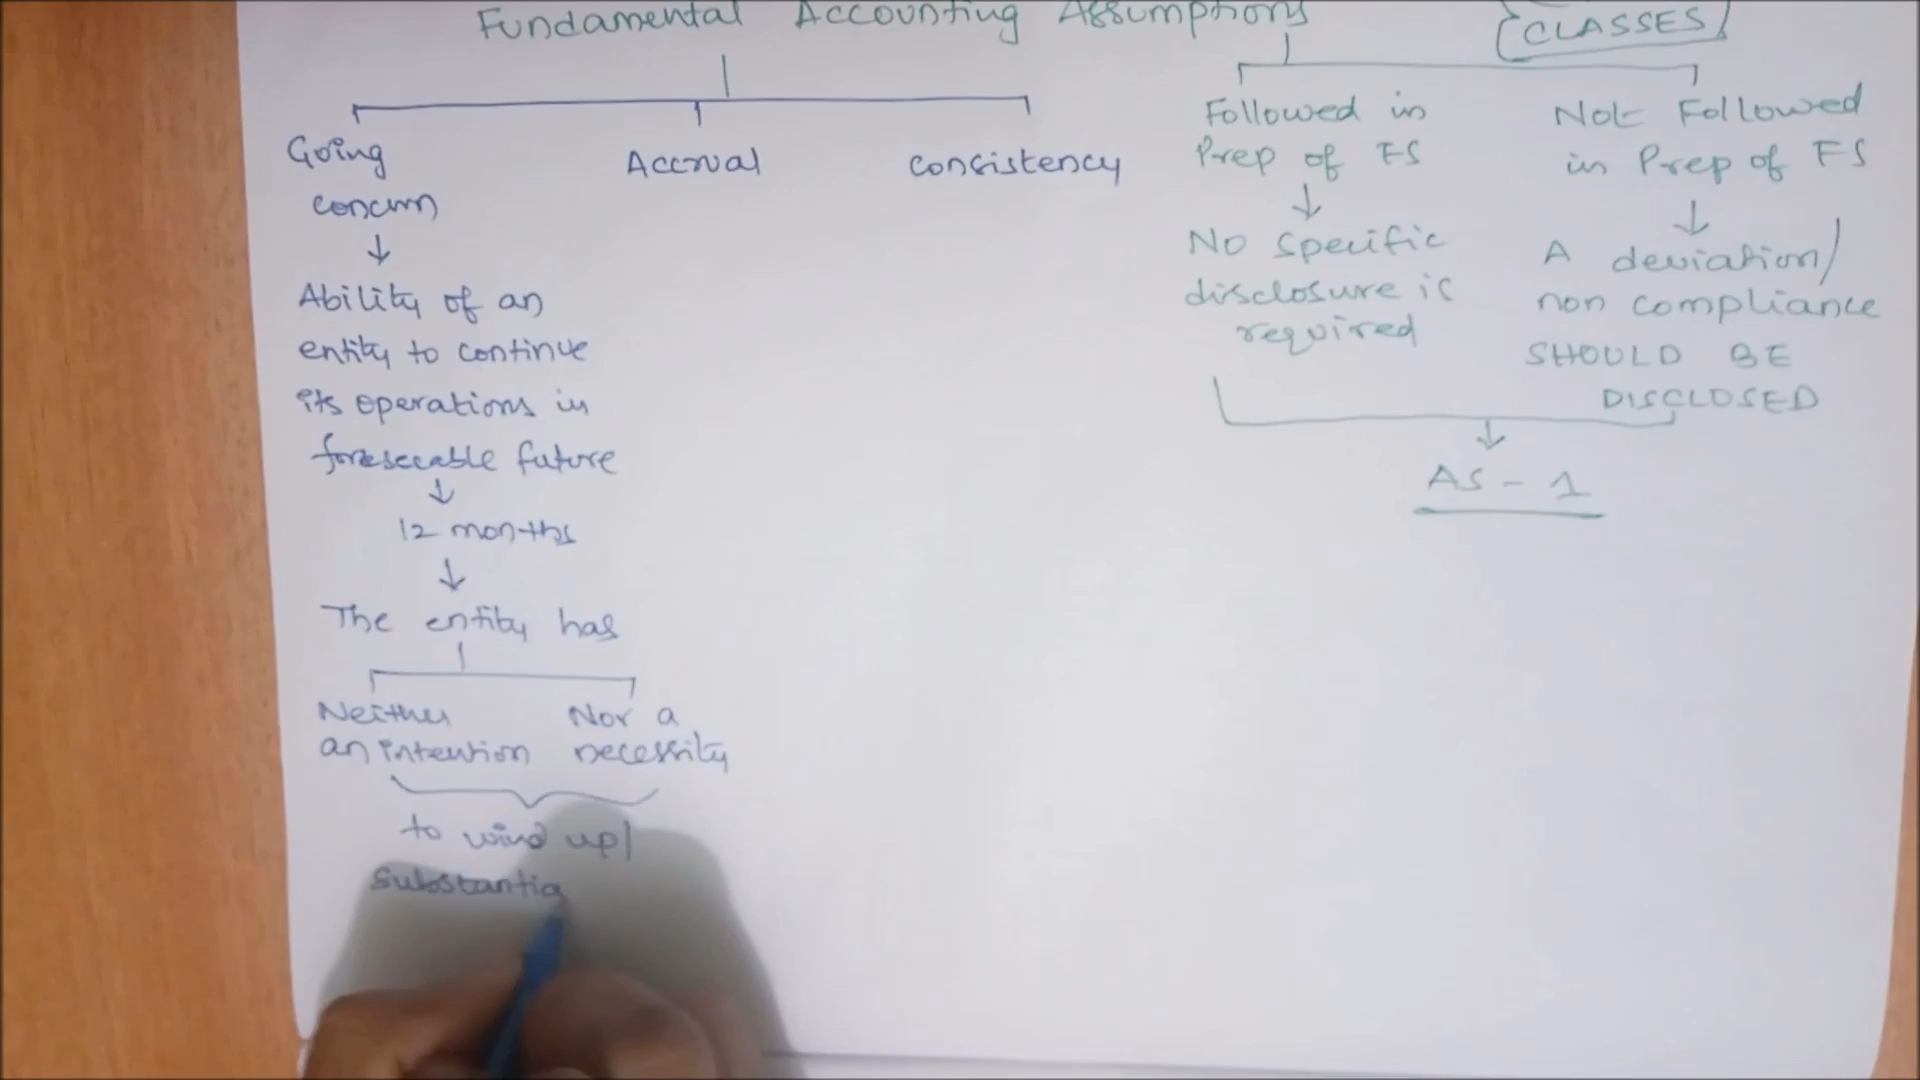 Fundamental Accounting Assumptions
CLASSES
Going
concern
↓
Ability of an
entity to continue
its operations in
foreseeable future
↓
12 months
↓
The entity has
Neither
an intention
Nor a
necessity
to wind up/
substantia
Accrual
consistency
Followed in
Prep of FS
↓
No specific
disclosure is
required
Not Followed
in Prep of FS
↓
A deviation/
non compliance
SHOULD BE
DISCLOSED
↓
AS - 1